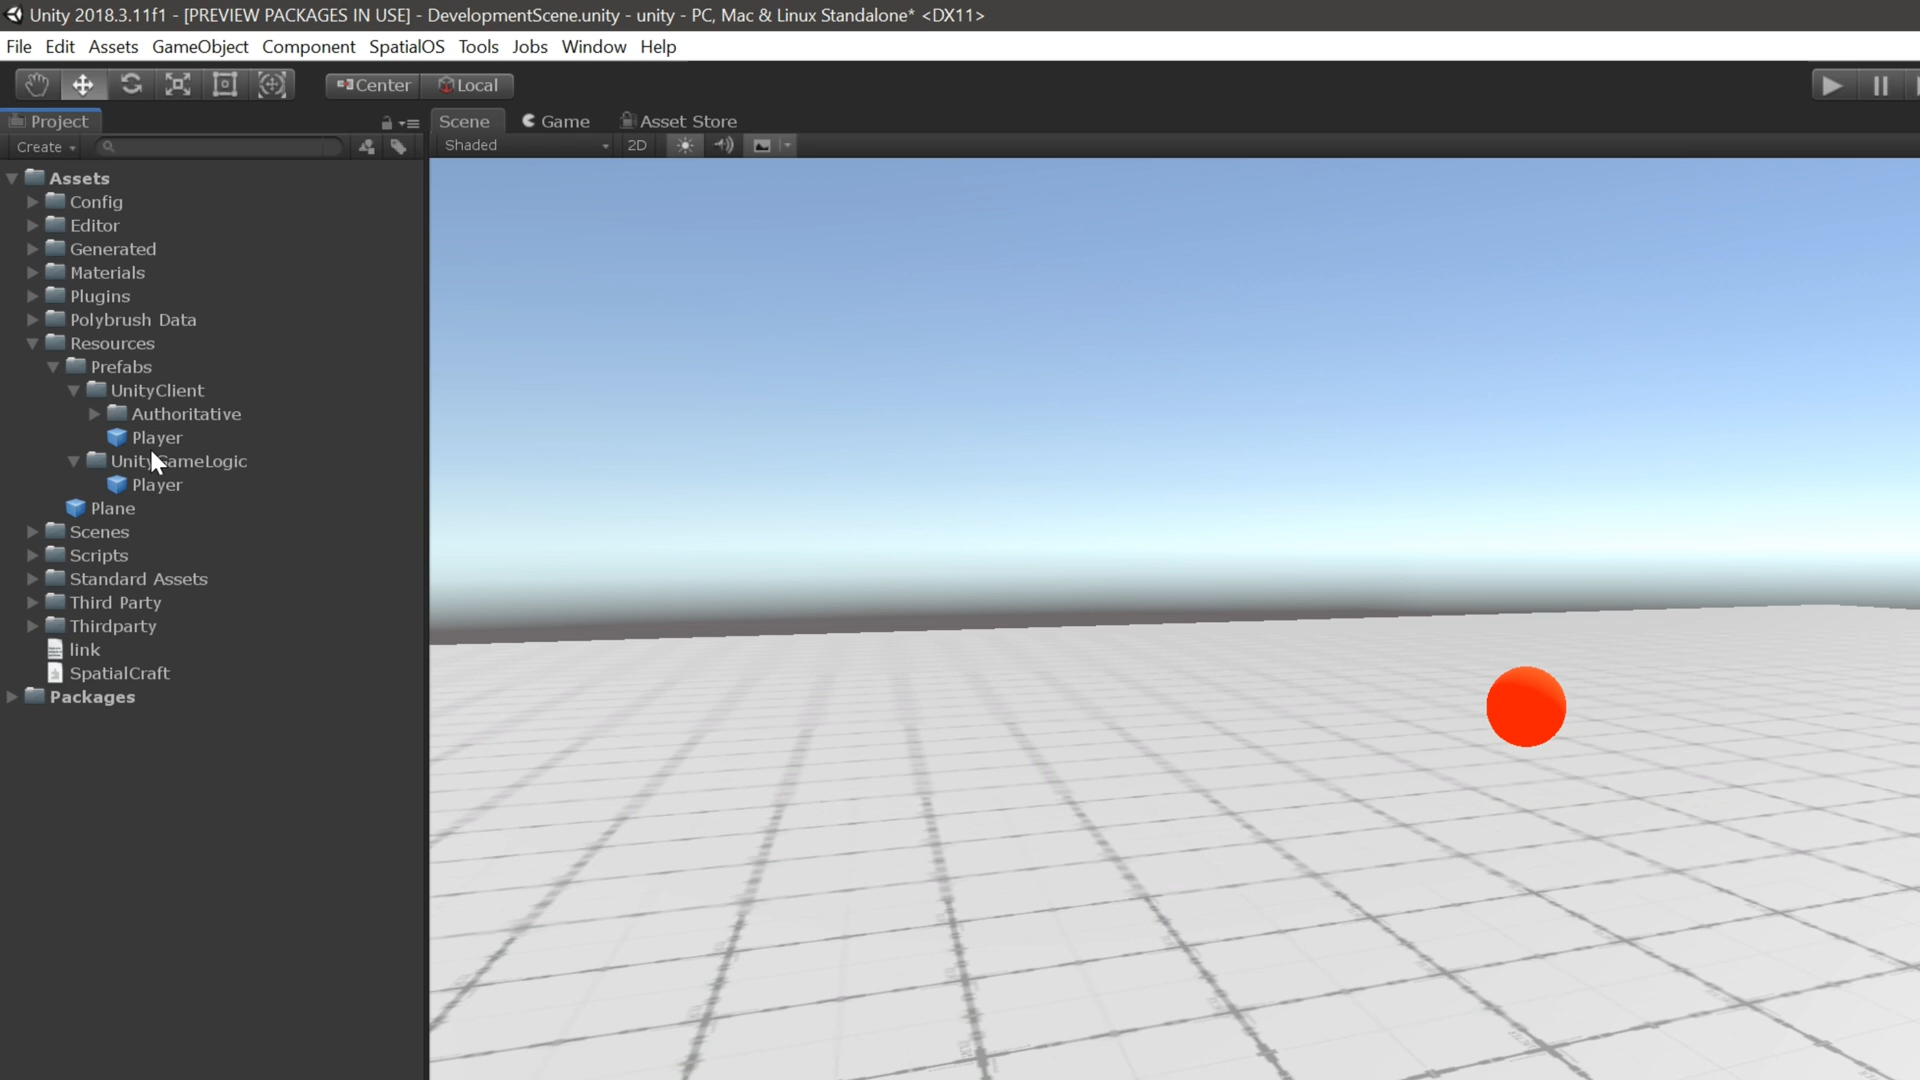 Unity 2018.3.11f1 - [PREVIEW PACKAGES IN USE] - DevelopmentScene.unity - unity - PC, Mac & Linux Standalone* <DX11>
File Edit Assets GameObject Component SpatialOS Tools Jobs Window Help
Center Local
Project Scene Game Asset Store
Create Shaded 2D
Assets
Config
Editor
Generated
Materials
Plugins
Polybrush Data
Resources
Prefabs
UnityClient
Authoritative
Player
UnityGameLogic
Player
Plane
Scenes
Scripts
Standard Assets
Third Party
Thirdparty
link
SpatialCraft
Packages